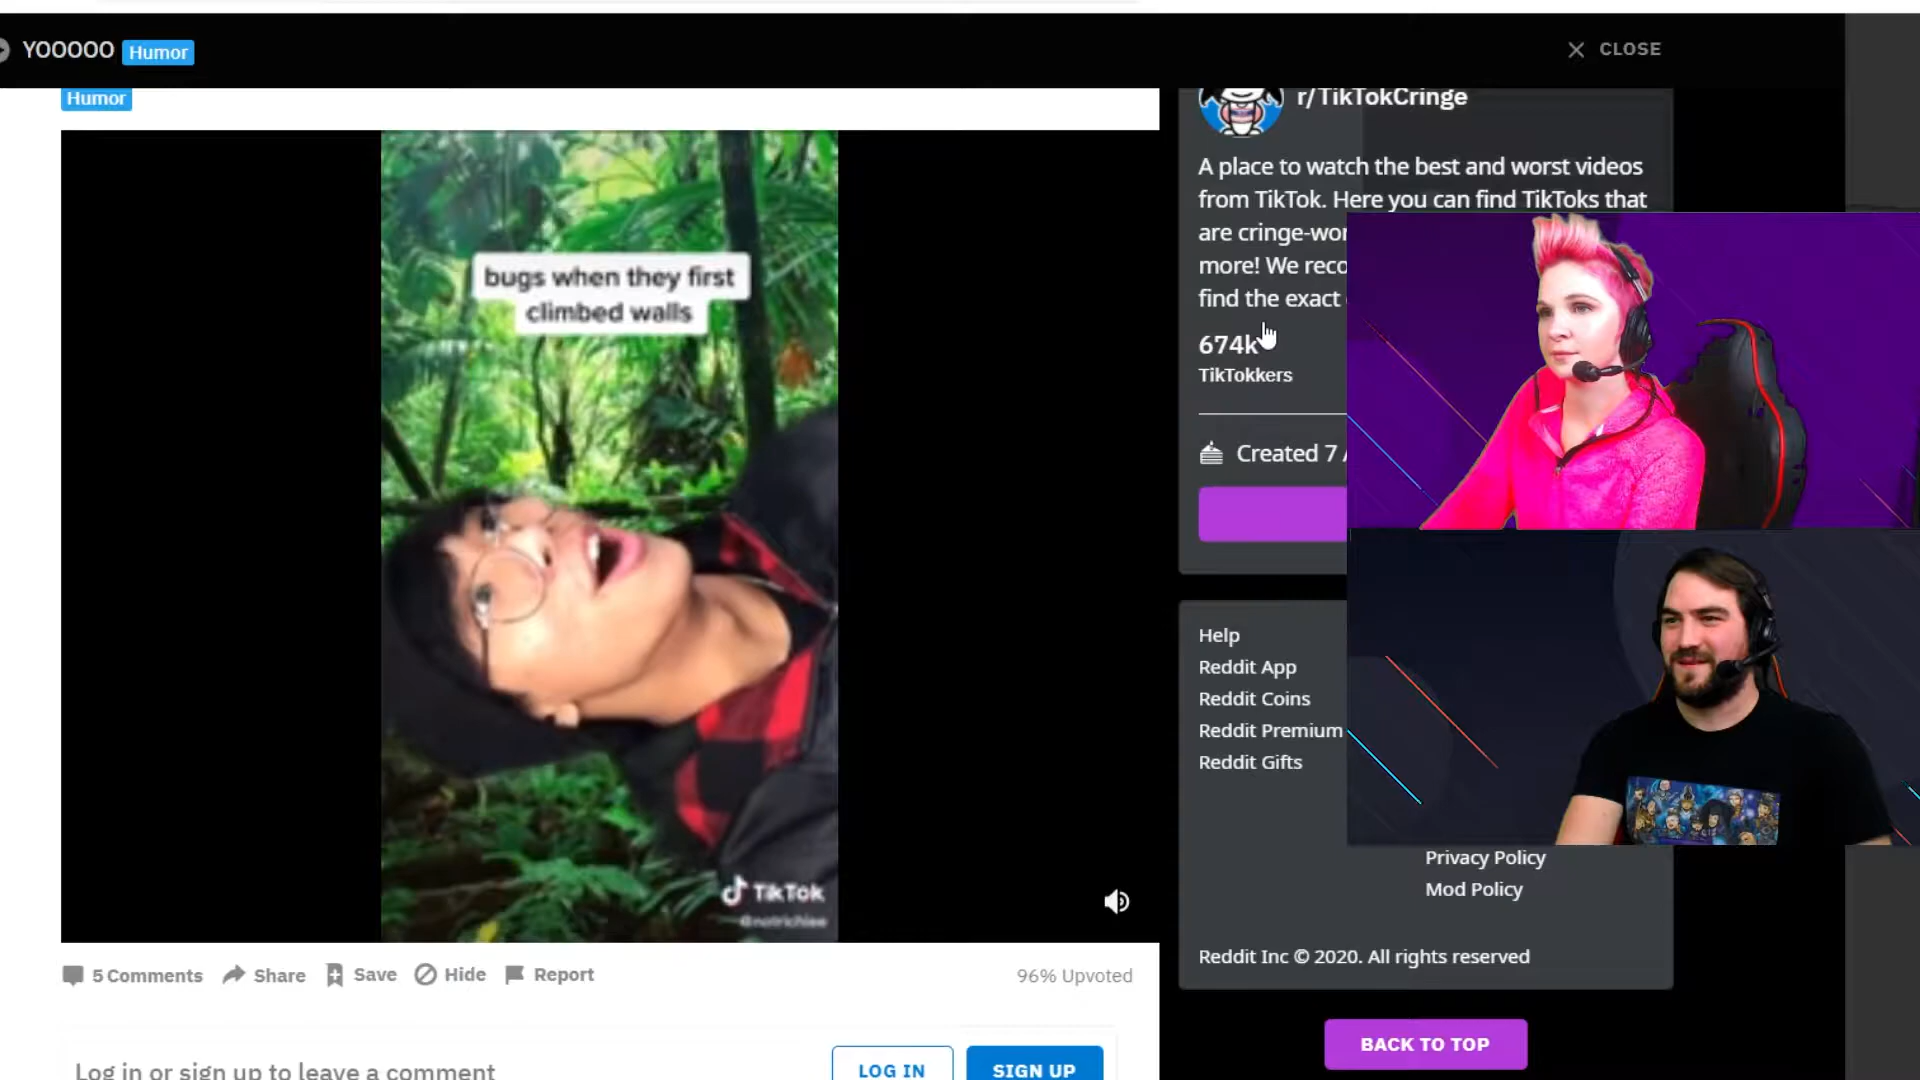 YOOOOO Humor
CLOSE
Humor
bugs when they first
climbed walls
TikTok
5 Comments Share Save Hide Report
96% Upvoted
Log in or sign up to leave a comment
LOG IN SIGN UP
r/TikTokCringe
A place to watch the best and worst videos
from TikTok. Here you can find TikToks that
are cringe-wor
more! We reco
find the exact
674k
TikTokkers
Created 7
Help
Reddit App
Reddit Coins
Reddit Premium
Reddit Gifts
Privacy Policy
Mod Policy
Reddit Inc © 2020. All rights reserved
BACK TO TOP